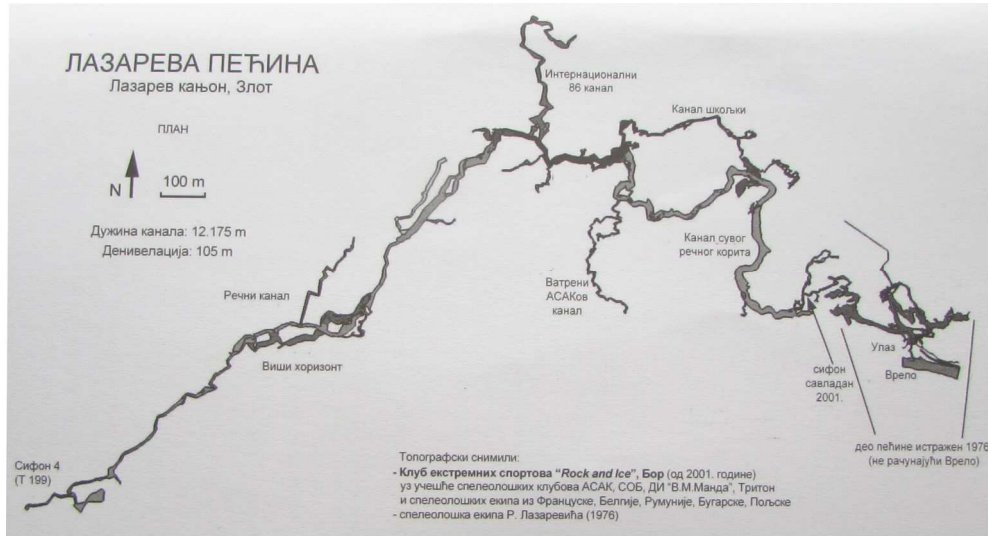 ЛАЗАРЕВА ПЕЋИНА
Лазарев кањон, Злот
ПЛАН
N
100 m
Дужина канала: 12.175 m
Денивелација: 105 m
Интернационални
86 канал
Канал шкољки
Канал сувог
речног корита
Ватрени
АСАКов
канал
Речни канал
Виши хоризонт
Улаз
Врело
сифон
савладан
2001.
део пећине истражен 1976
(не рачунајући Врело)
Сифон 4
(Т 199)
Топографски снимили:
- Клуб екстремних спортова "Rock and Ice", Бор (од 2001. године)
уз учешће спелеолошких клубова АСАК, СОБ, ДИ "В.М.Манда", Тритон
и спелеолошких екипа из Француске, Белгије, Румуније, Бугарске, Пољске
- спелеолошка екипа Р. Лазаревића (1976)